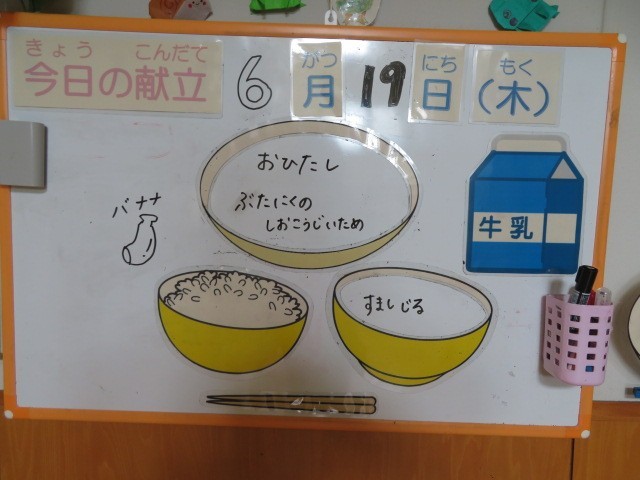 きょう こんだて
今日の献立
6
がつ
月
19
にち
日
もく
(木)
おひたし
ぶたにくの
しおこうじいため
牛乳
バナナ
すましじる